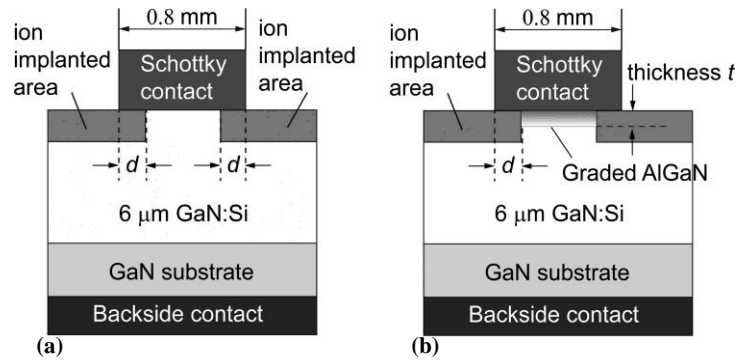 0.8 mm
ion
implanted
area
ion
implanted
area
Schottky
contact
d
d
6 μm GaN:Si
GaN substrate
Backside contact
(a)
0.8 mm
ion
implanted
area
Schottky
contact
thickness t
d
Graded AlGaN
6 μm GaN:Si
GaN substrate
Backside contact
(b)